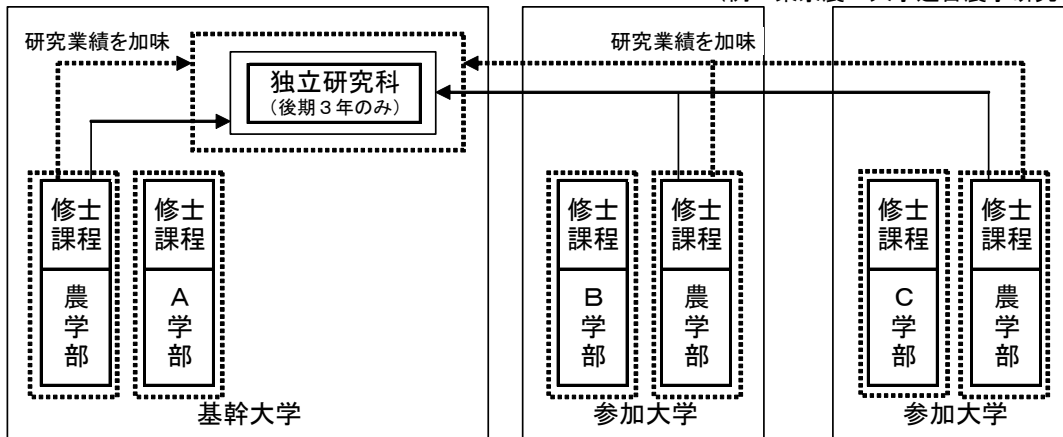 研究業績を加味
研究業績を加味
独立研究科
（後期３年のみ）
修士
課程
農
学
部
修士
課程
Ａ
学
部
修士
課程
Ｂ
学
部
修士
課程
農
学
部
修士
課程
Ｃ
学
部
修士
課程
農
学
部
基幹大学
参加大学
参加大学